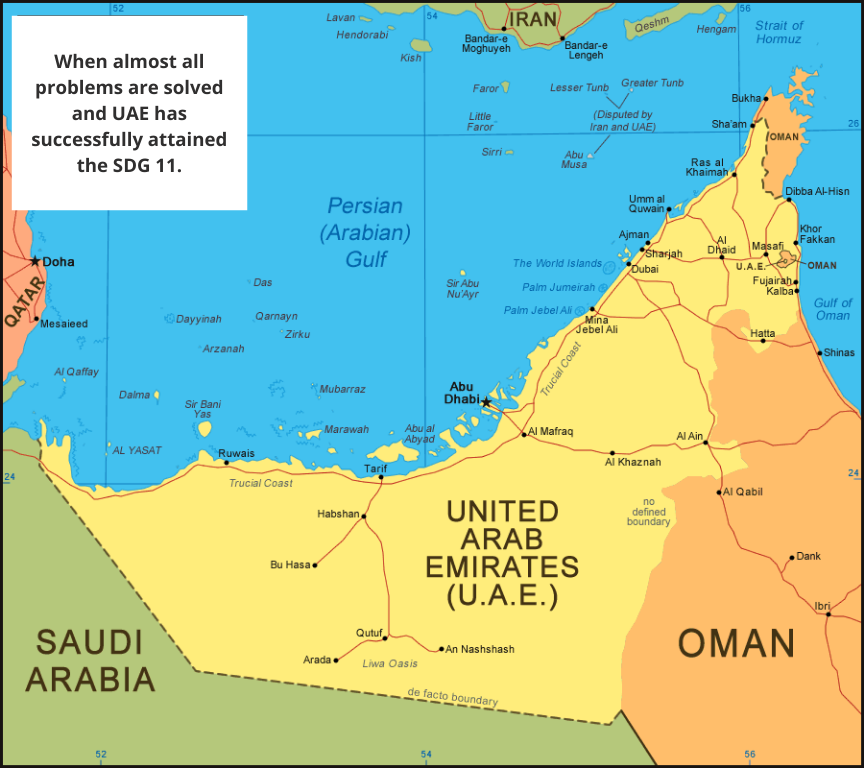 When almost all
problems are solved
and UAE has
successfully attained
the SDG 11.
52
54
56
Lavan
Hendorabi
Kish
IRAN
Bandar-e
Moghuyeh
Bandar-e
Lengeh
Qeshm
Hengam
Strait of
Hormuz
Faror
Lesser Tunb
Greater Tunb
(Disputed by
Iran and UAE)
Little
Faror
Sirri
Abu
Musa
Bukha
Sha'am
26
OMAN
Ras al
Khaimah
Dibba Al-Hisn
Umm al
Quwain
Persian
(Arabian)
Gulf
Ajman
Sharjah
Dubai
Al
Dhaid
Masafi
Khor
Fakkan
U.A.E.
OMAN
Fujairah
Kalba
The World Islands
Palm Jumeirah
Palm Jebel Ali
Mina
Jebel Ali
Gulf of
Oman
Doha
QATAR
Mesaieed
Das
Sir Abu
Nu'Ayr
Dayyinah
Qarnayn
Zirku
Arzanah
Hatta
Shinas
Trucial Coast
Al Qaffay
Dalma
Sir Bani
Yas
Mubarraz
Abu
Dhabi
Marawah
Abu al
Abyad
Al Mafraq
Al Ain
AL YASAT
Ruwais
Tarif
Al Khaznah
24
Trucial Coast
24
Al Qabil
no
defined
boundary
Habshan
UNITED
ARAB
EMIRATES
(U.A.E.)
Bu Hasa
Dank
Ibri
SAUDI
ARABIA
Qutuf
An Nashshash
Arada
Liwa Oasis
OMAN
de facto boundary
52
54
56